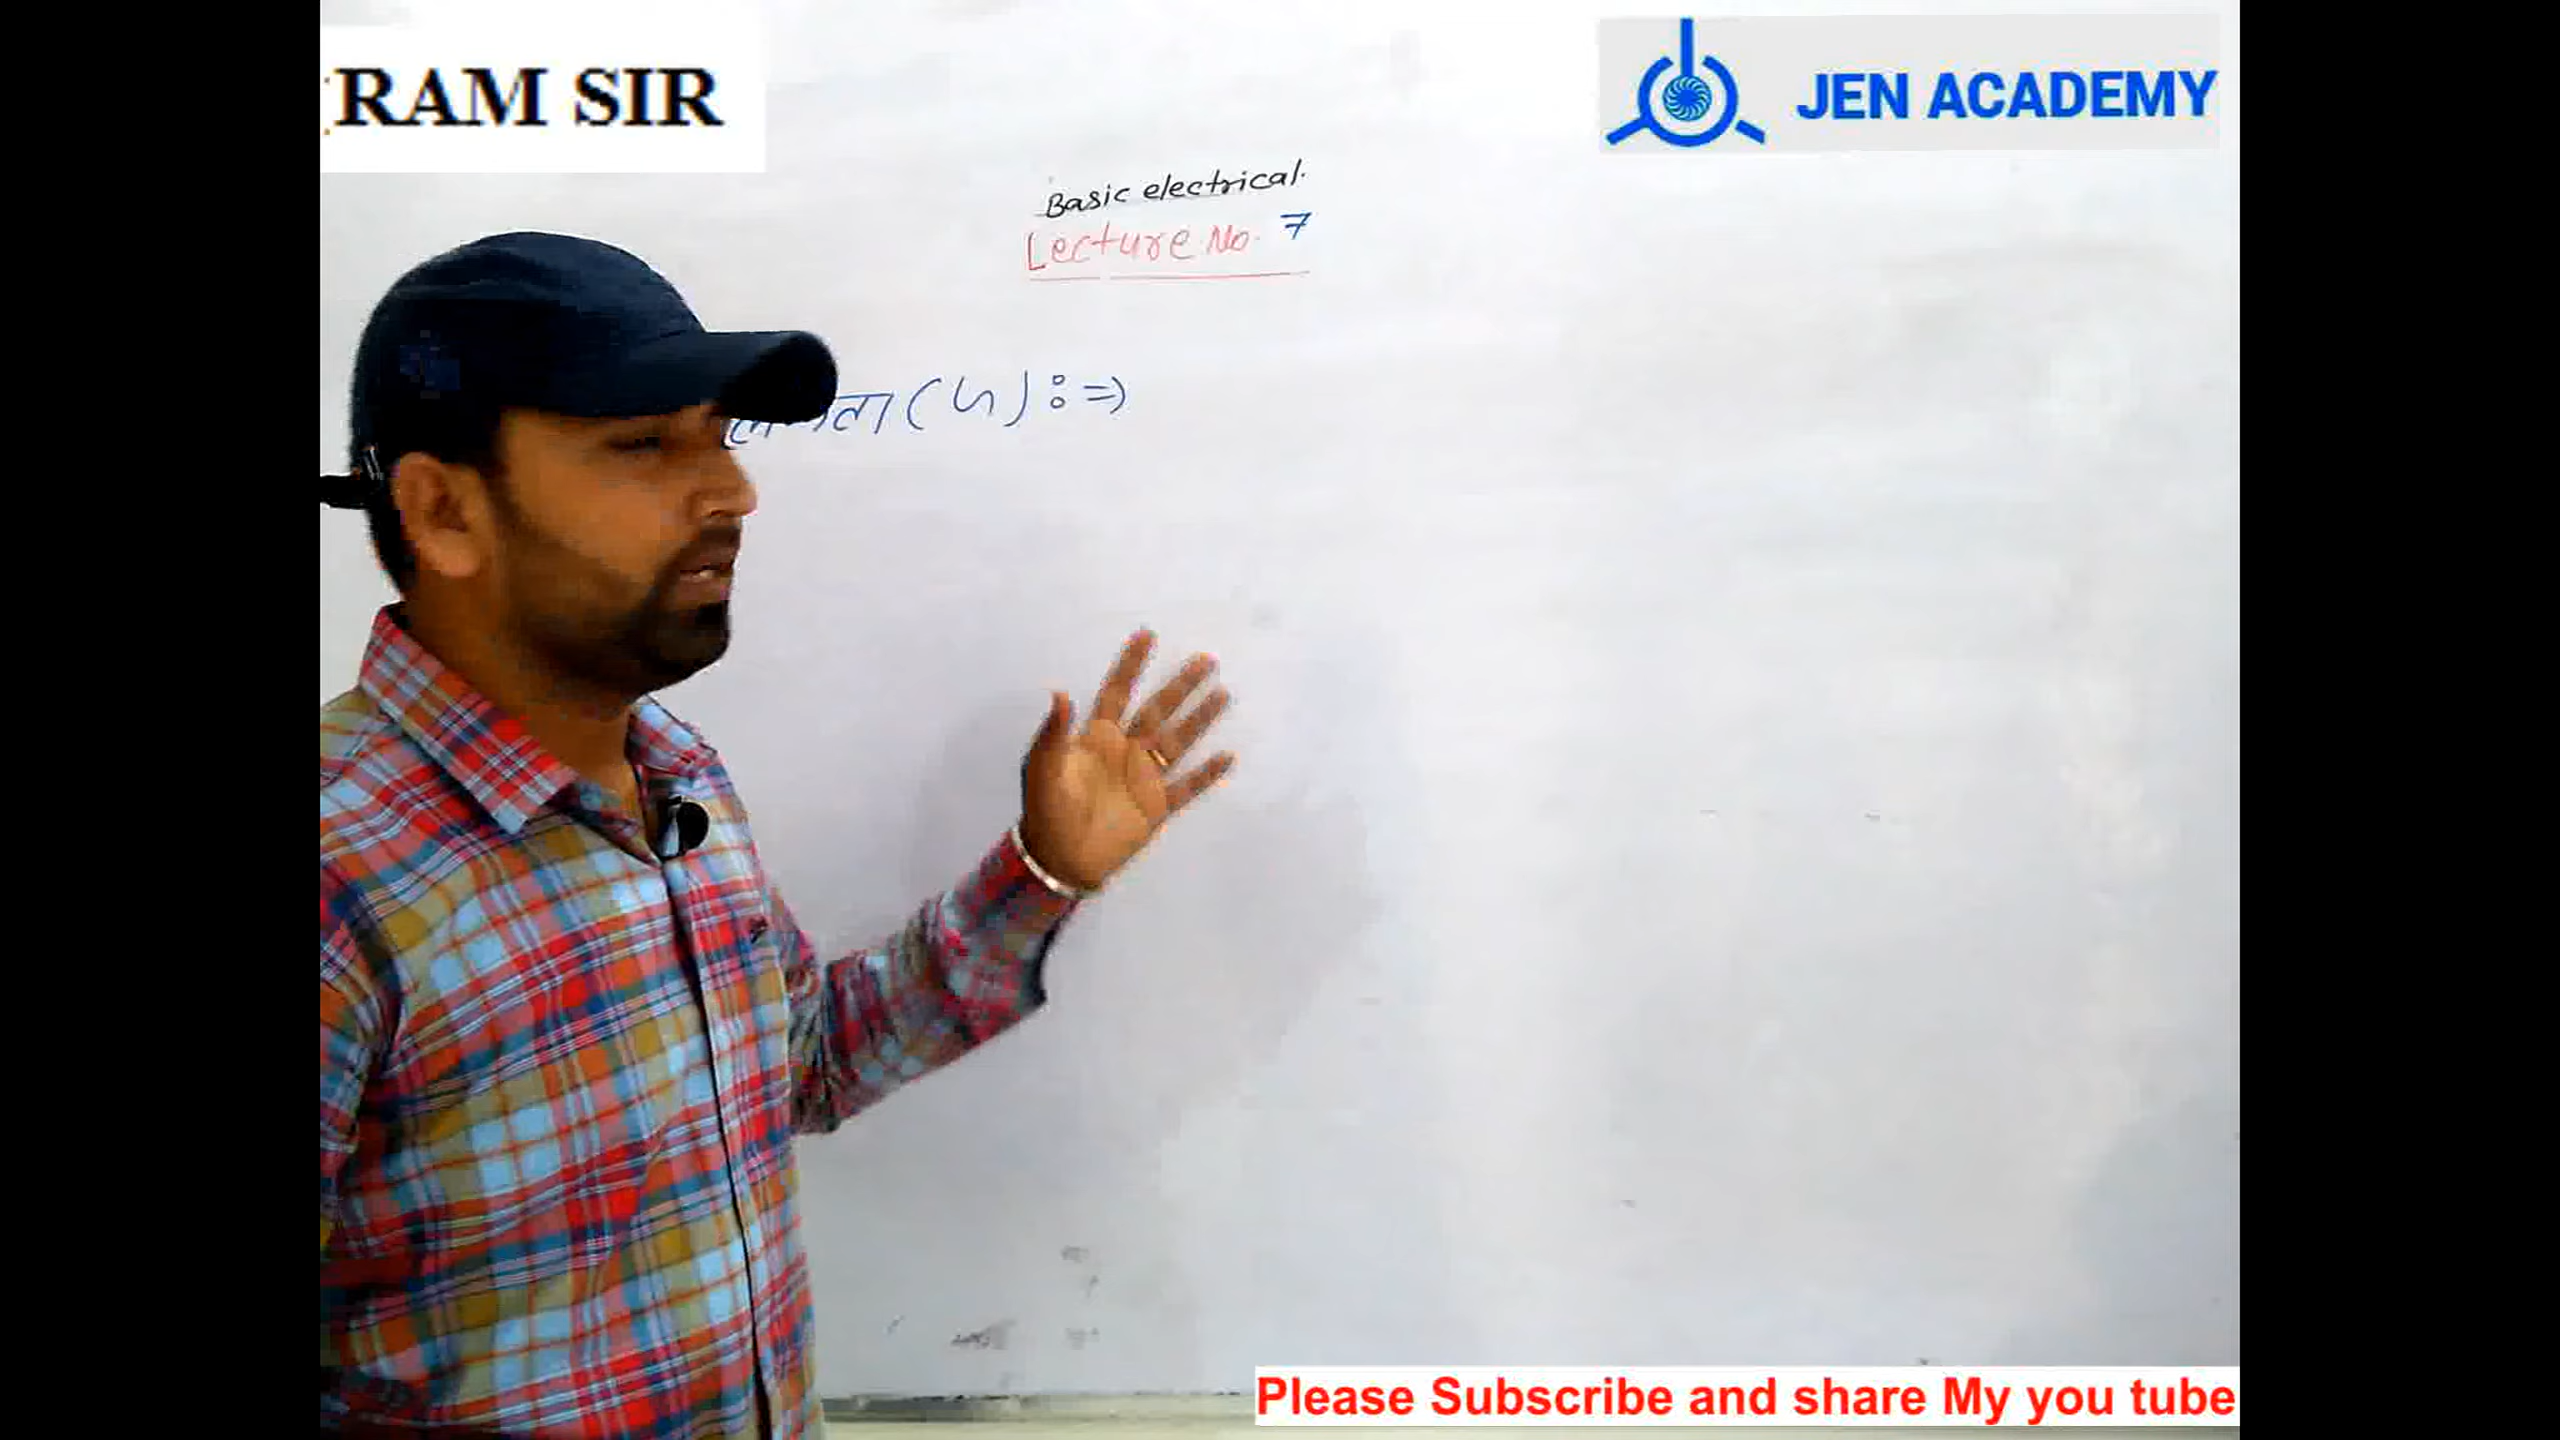 RAM SIR
JEN ACADEMY
Basic electrical.
Lecture No. 7
Please Subscribe and share My you tube